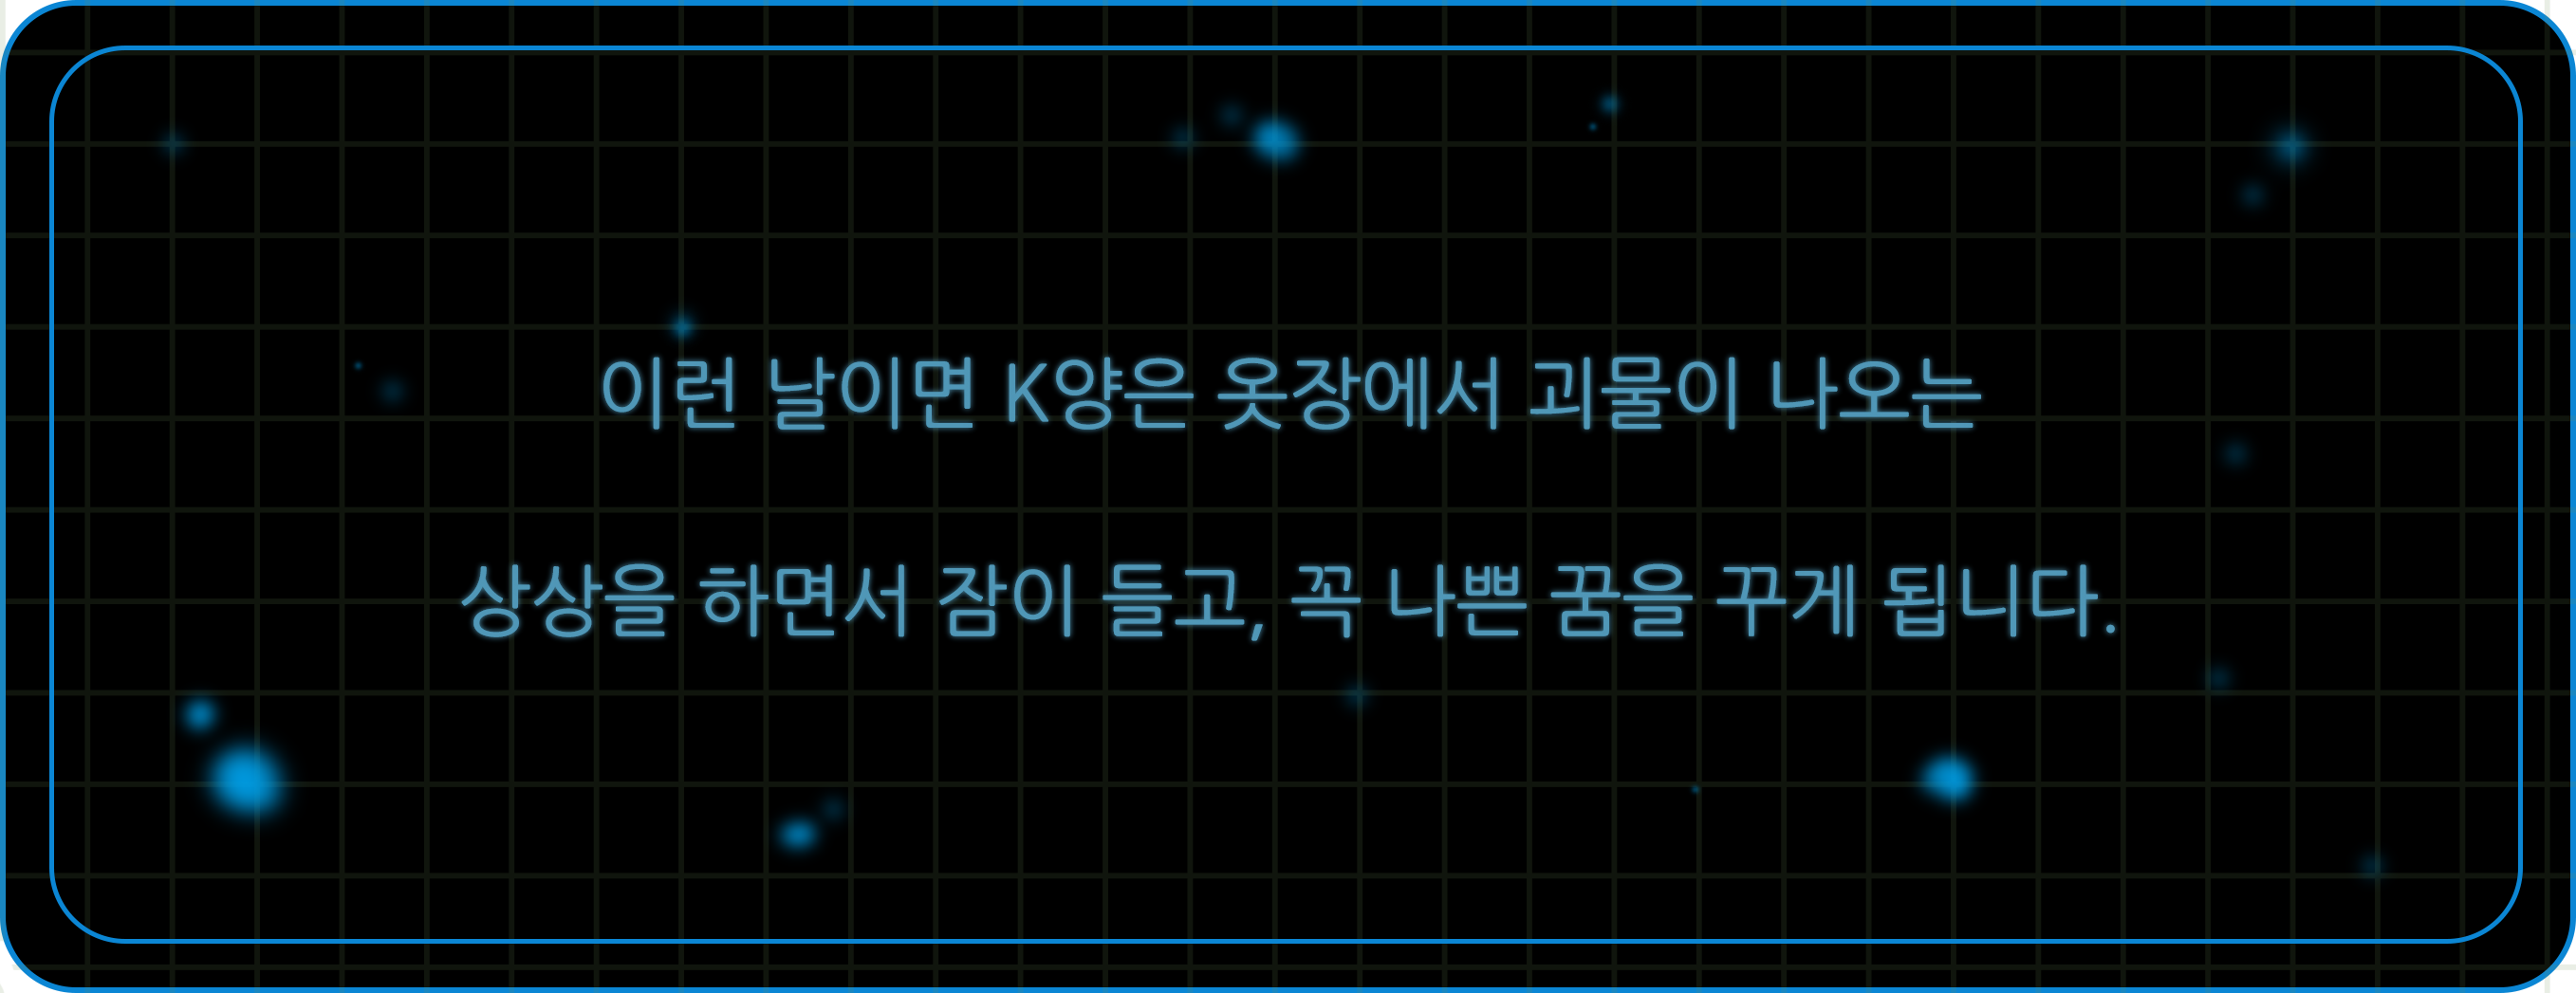 이런 날이면 K양은 옷장에서 괴물이 나오는
상상을 하면서 잠이 들고, 꼭 나쁜 꿈을 꾸게 됩니다.